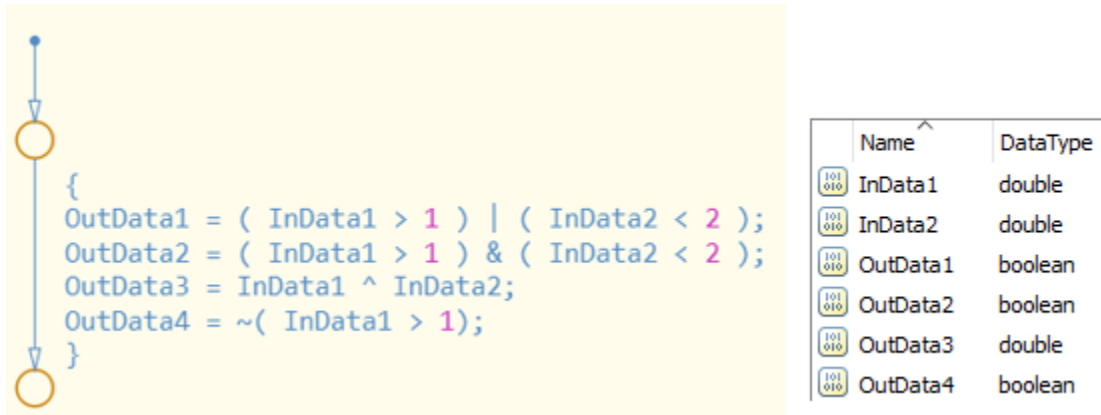 {
OutData1 = ( InData1 > 1 ) | ( InData2 < 2 );
OutData2 = ( InData1 > 1 ) & ( InData2 < 2 );
OutData3 = InData1 ^ InData2;
OutData4 = ~( InData1 > 1);
}
Name DataType
InData1 double
InData2 double
OutData1 boolean
OutData2 boolean
OutData3 double
OutData4 boolean